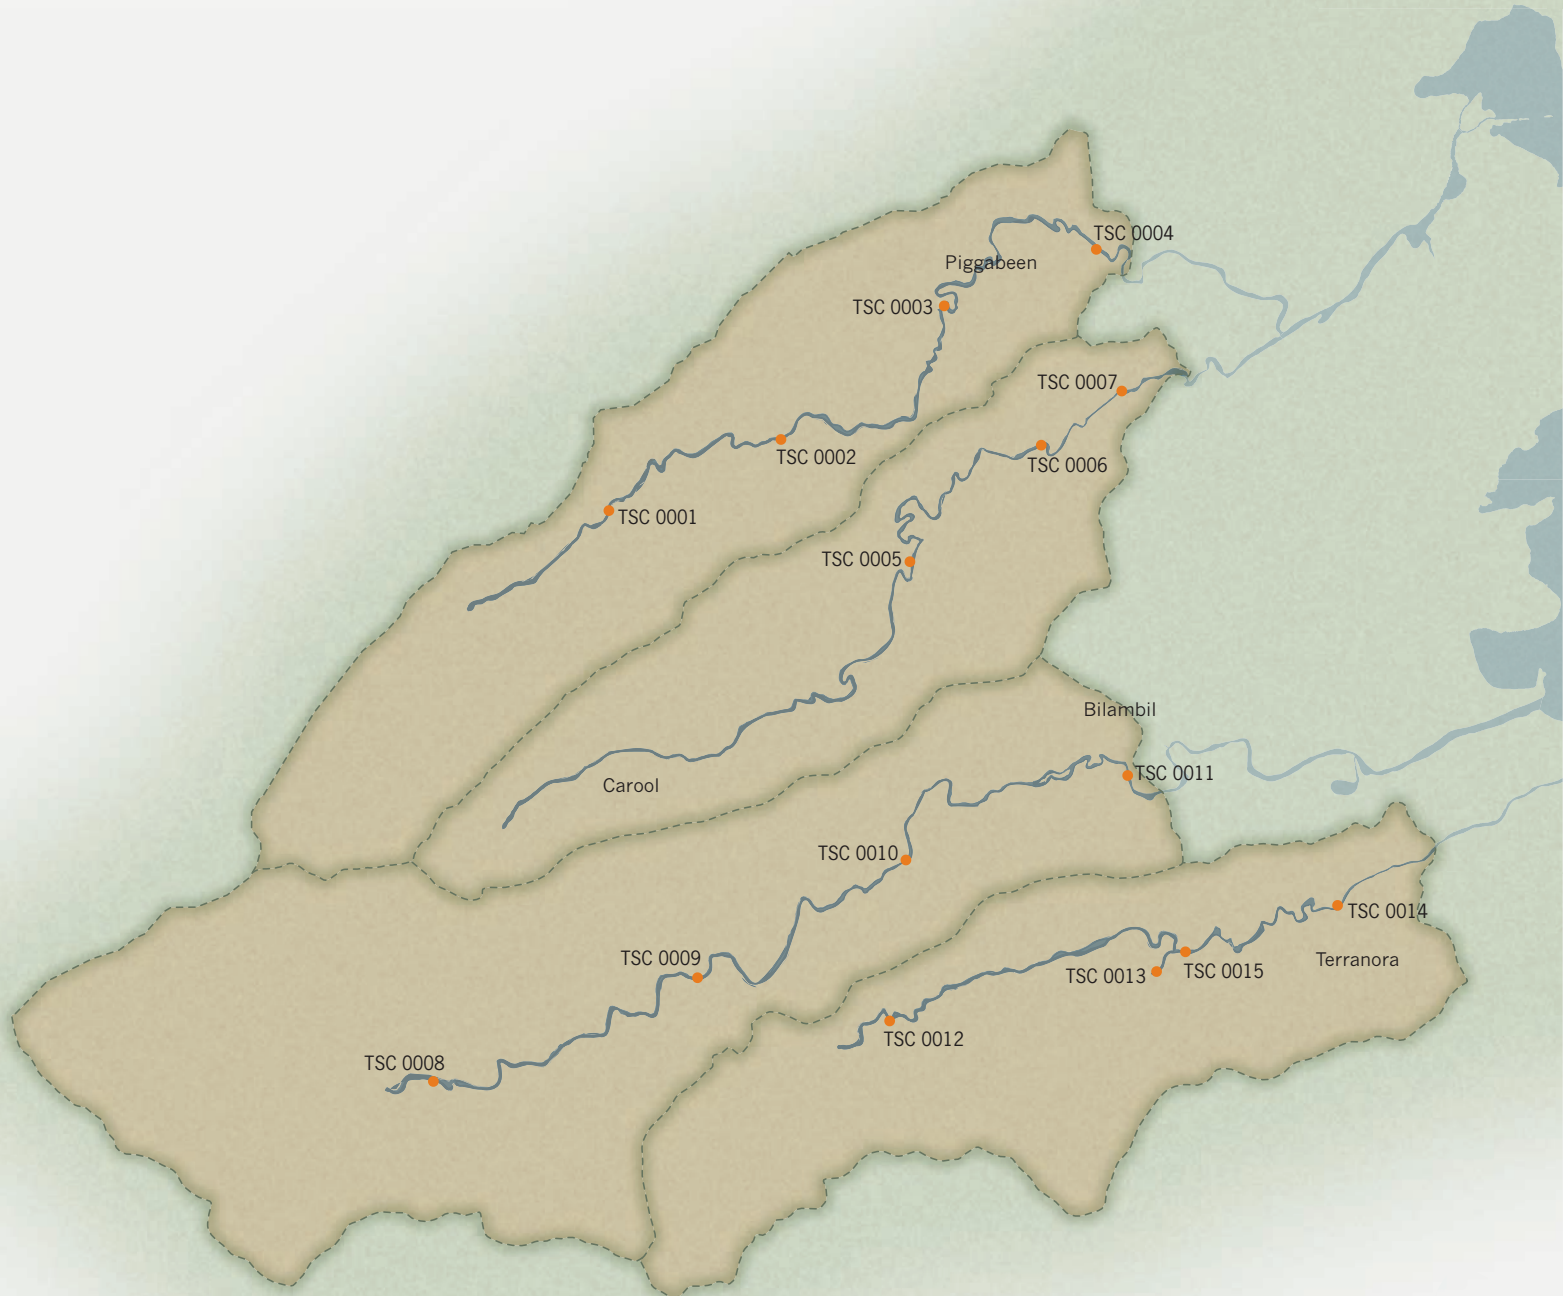 TSC 0004
Piggabeen
TSC 0003
TSC 0007
TSC 0002
TSC 0006
TSC 0001
TSC 0005
Bilambil
TSC 0011
Carool
TSC 0010
TSC 0014
TSC 0009
Terranora
TSC 0013
TSC 0015
TSC 0012
TSC 0008